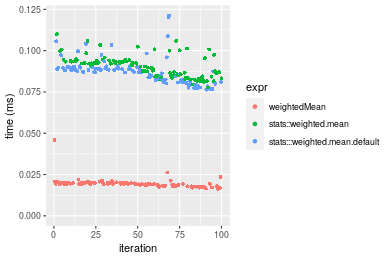 0.125
0.100
0.075
0.050
0.025
0.000
time (ms)
0
25
50
75
100
iteration
expr
weightedMean
stats::weighted.mean
stats:::weighted.mean.default